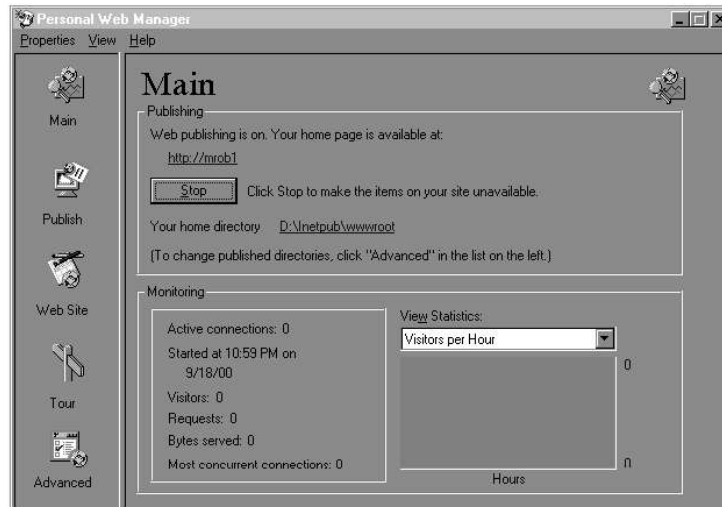 Personal Web Manager
Properties View Help
Main
Publish
Web Site
Tour
Advanced
Main
Publishing
Web publishing is on. Your home page is available at:
http://mrob1
Stop Click Stop to make the items on your site unavailable.
Your home directory D:\Inetpub\wwwroot
(To change published directories, click "Advanced" in the list on the left.)
Monitoring
Active connections: 0
Started at 10:59 PM on
9/18/00
Visitors: 0
Requests: 0
Bytes served: 0
Most concurrent connections: 0
View Statistics:
Visitors per Hour
0
0
Hours